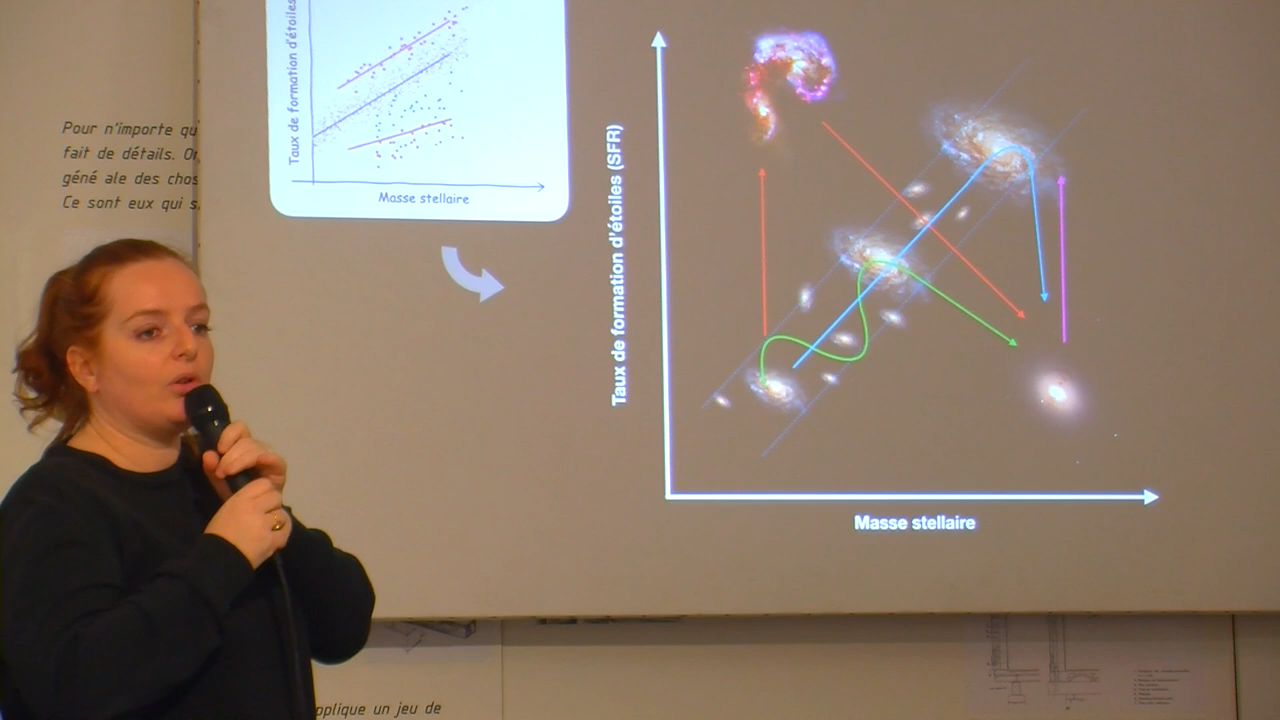 Pour n'importe qu
fait de détails. Or
géné ale des chos
Ce sont eux qui s
Taux de formation d'étoiles
Masse stellaire
Taux de formation d'étoiles (SFR)
Masse stellaire
pplique un jeu de